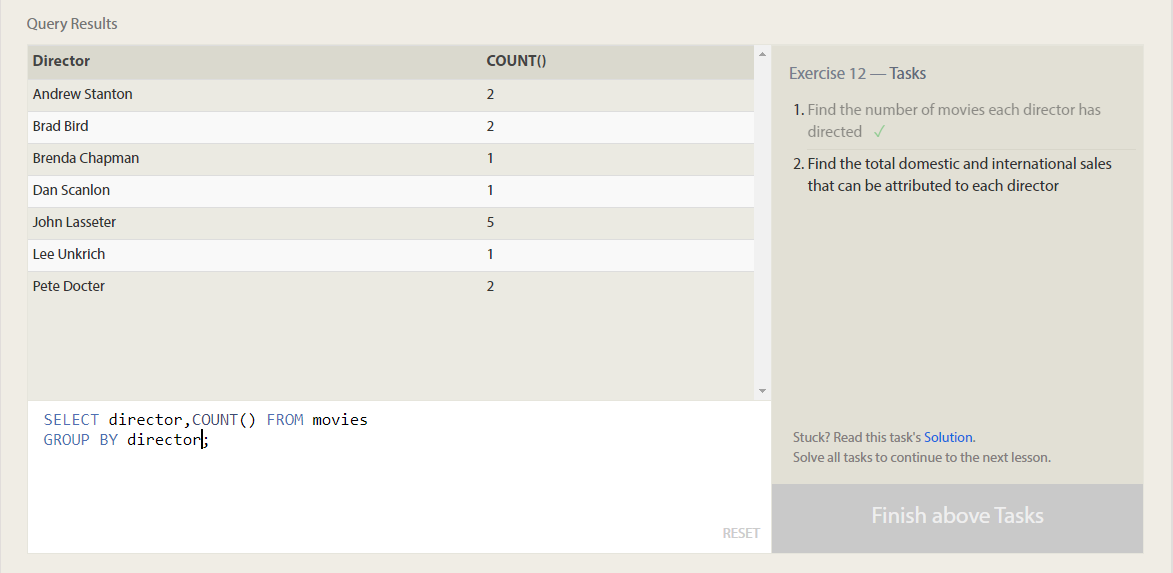 Query Results
Director COUNT()
Andrew Stanton 2
Brad Bird 2
Brenda Chapman 1
Dan Scanlon 1
John Lasseter 5
Lee Unkrich 1
Pete Docter 2
SELECT director,COUNT() FROM movies
GROUP BY director;
RESET
Exercise 12 — Tasks
1. Find the number of movies each director has
directed ✓
2. Find the total domestic and international sales
that can be attributed to each director
Stuck? Read this task's Solution.
Solve all tasks to continue to the next lesson.
Finish above Tasks